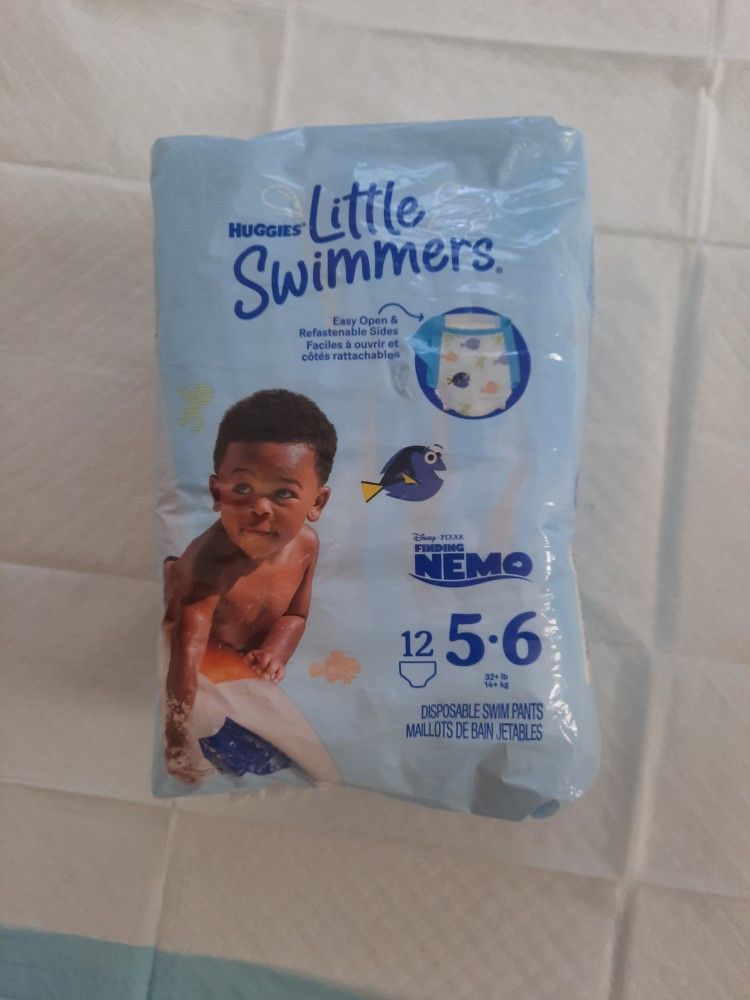 HUGGIES® Little
Swimmers®
Easy Open &
Refastenable Sides
Faciles à ouvrir et
côtés rattachables
Disney · PIXAR
FINDING
NEMO
12 5·6
32+ lb
14+ kg
DISPOSABLE SWIM PANTS
MAILLOTS DE BAIN JETABLES